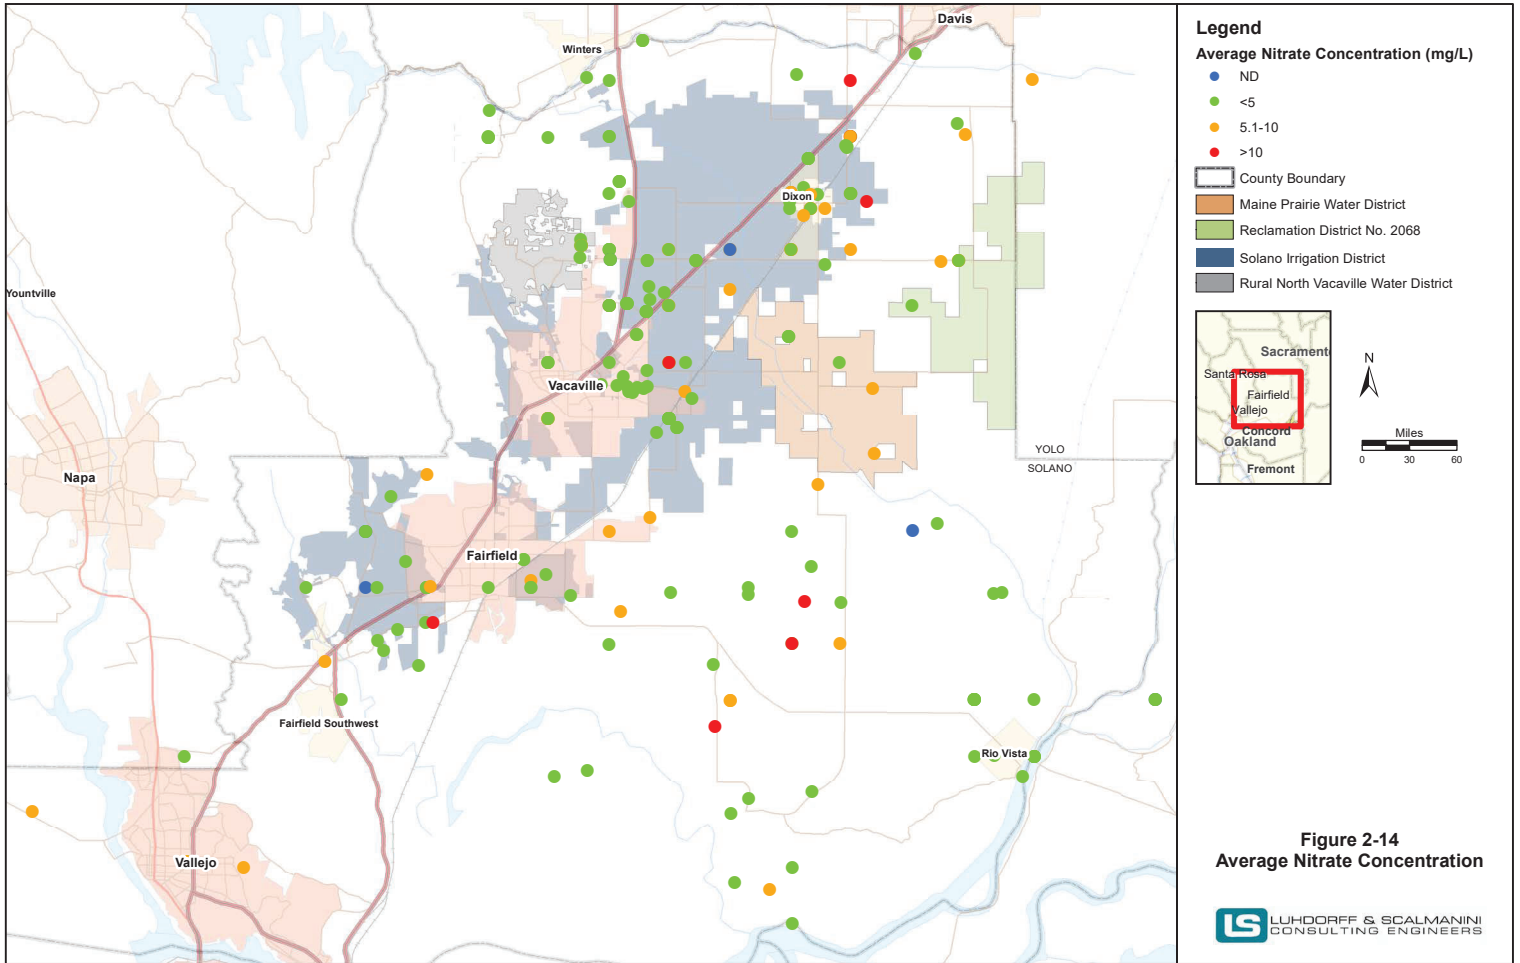 Davis
Winters
Dixon
Yountville
Vacaville
Napa
YOLO
SOLANO
Fairfield
Fairfield Southwest
Rio Vista
Vallejo
Legend
Average Nitrate Concentration (mg/L)
ND
<5
5.1-10
>10
County Boundary
Maine Prairie Water District
Reclamation District No. 2068
Solano Irrigation District
Rural North Vacaville Water District
Sacramento
Santa Rosa
Fairfield
Vallejo
Concord
Oakland
Fremont
N
Miles
0 30 60
Figure 2-14
Average Nitrate Concentration
LS
LUHDORFF & SCALMANINI
CONSULTING ENGINEERS